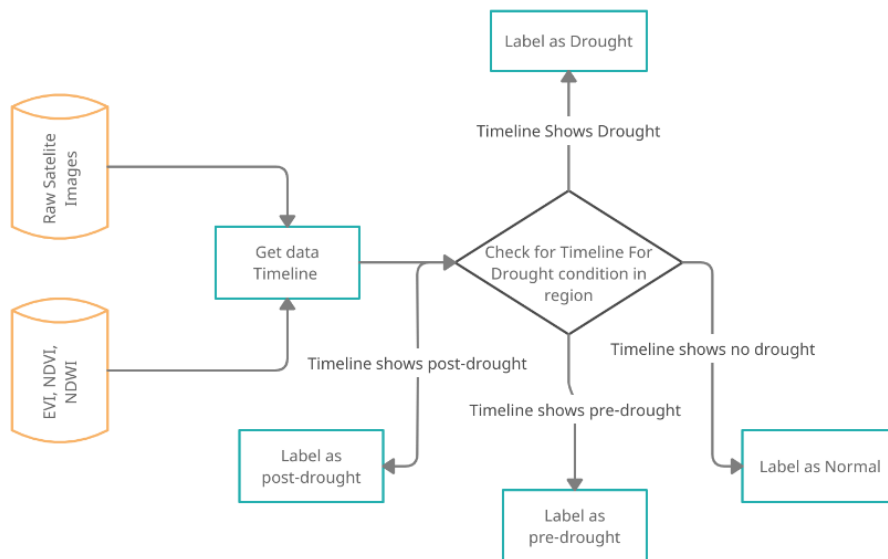 Label as Drought
Timeline Shows Drought
Raw Satelite
Images
Get data
Timeline
Check for Timeline For
Drought condition in
region
EVI, NDVI,
NDWI
Timeline shows post-drought
Timeline shows no drought
Timeline shows pre-drought
Label as
post-drought
Label as Normal
Label as
pre-drought